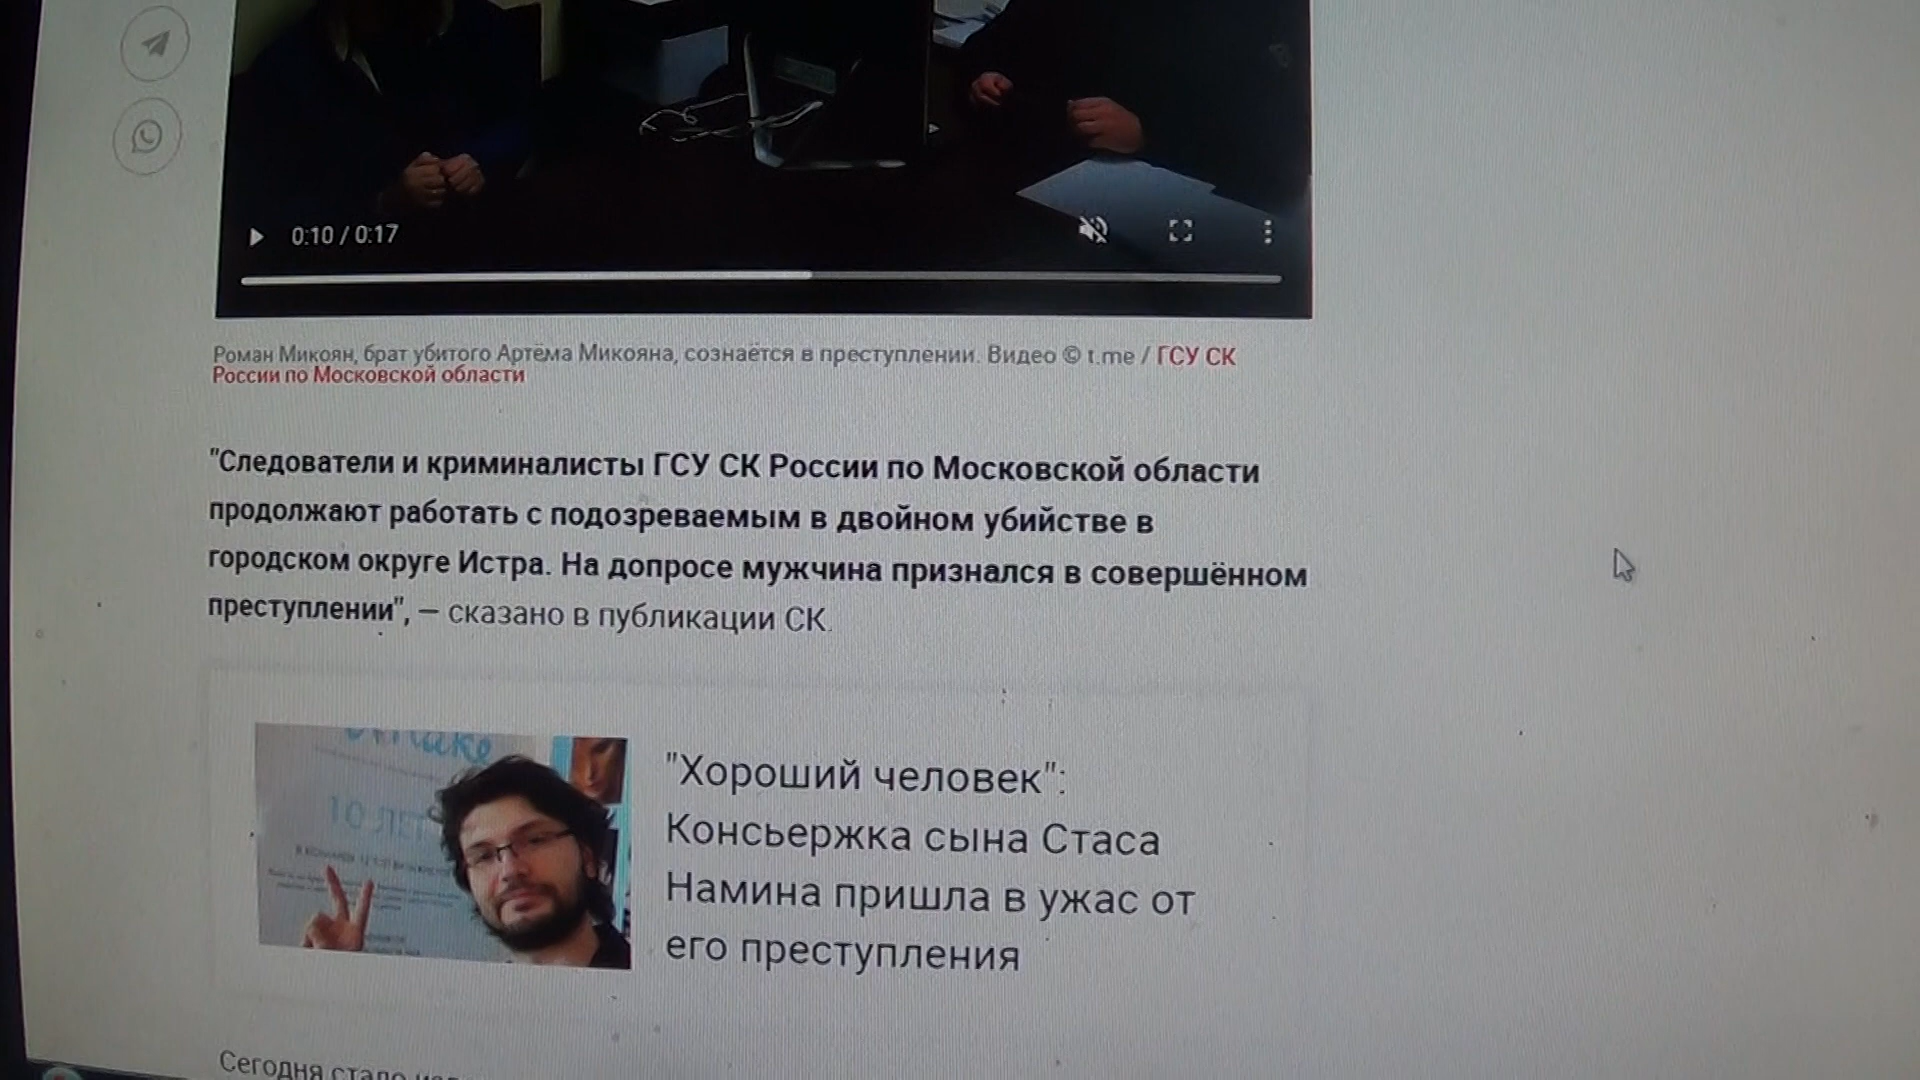 0:10 / 0:17
Роман Микоян, брат убитого Артёма Микояна, сознаётся в преступлении. Видео © t.me / ГСУ СК
России по Московской области
"Следователи и криминалисты ГСУ СК России по Московской области
продолжают работать с подозреваемым в двойном убийстве в
городском округе Истра. На допросе мужчина признался в совершённом
преступлении", — сказано в публикации СК.
10 ЛЕТ
"Хороший человек":
Консьержка сына Стаса
Намина пришла в ужас от
его преступления
Сегодня стало